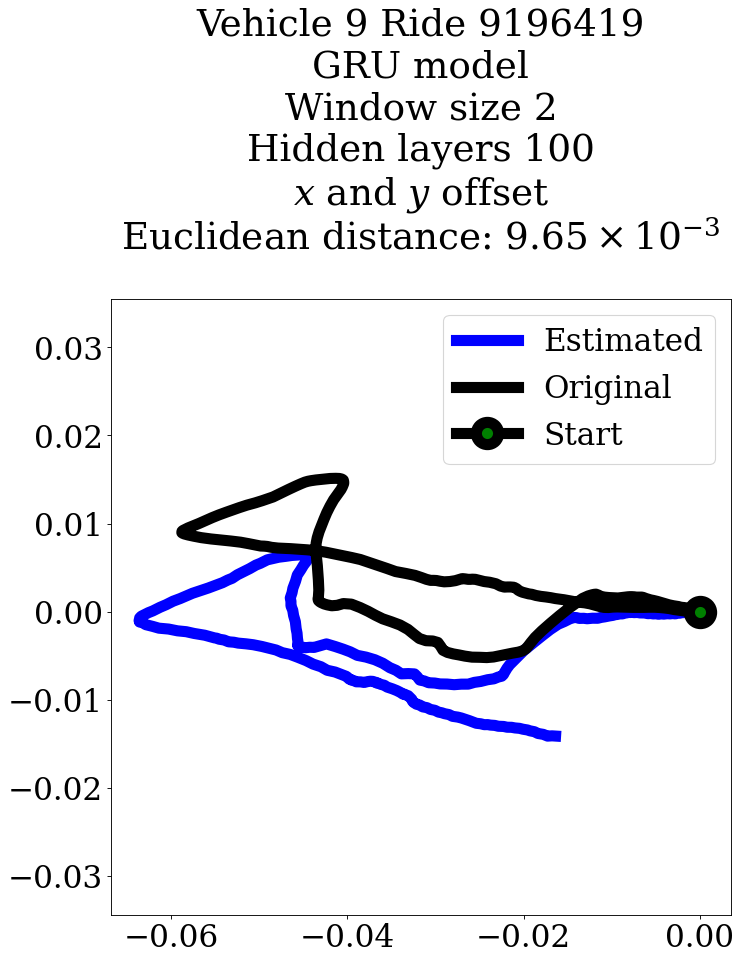 Vehicle 9 Ride 9196419
GRU model
Window size 2
Hidden layers 100
x and y offset
Euclidean distance: 9.65 × 10⁻³
Estimated
Original
Start
0.03
0.02
0.01
0.00
−0.01
−0.02
−0.03
−0.06 −0.04 −0.02 0.00